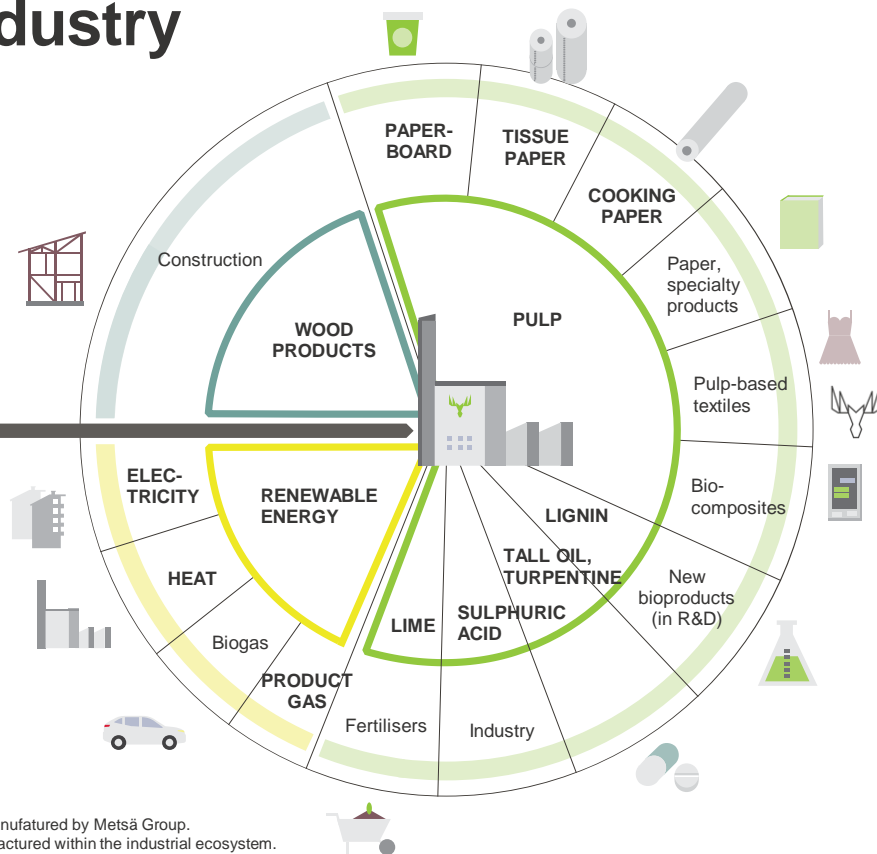 dustry
PAPER-
BOARD
TISSUE
PAPER
COOKING
PAPER
Construction
Paper,
specialty
products
PULP
WOOD
PRODUCTS
Pulp-based
textiles
ELEC-
TRICITY
RENEWABLE
ENERGY
Bio-
composites
LIGNIN
TALL OIL,
TURPENTINE
HEAT
New
bioproducts
(in R&D)
LIME
SULPHURIC
ACID
Biogas
PRODUCT
GAS
Fertilisers
Industry
nufatured by Metsä Group.
actured within the industrial ecosystem.